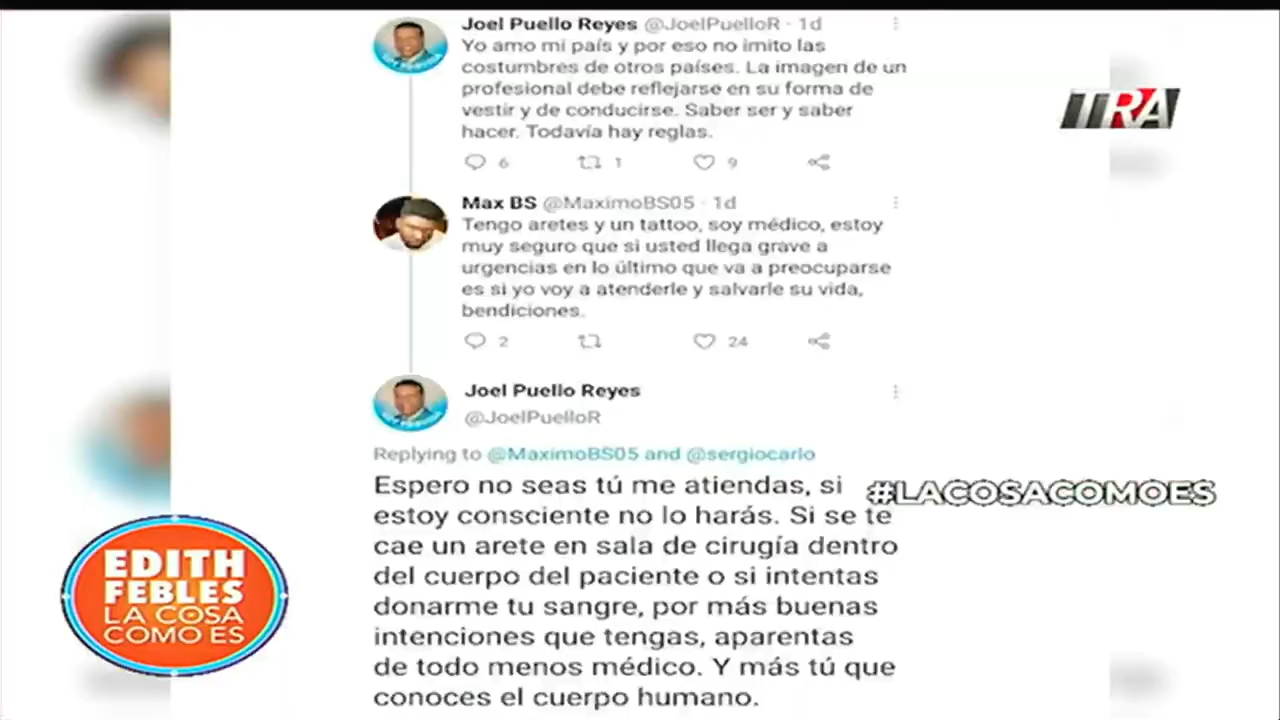 Joel Puello Reyes @JoelPuelloR · 1d
Yo amo mi país y por eso no imito las
costumbres de otros países. La imagen de un
profesional debe reflejarse en su forma de
vestir y de conducirse. Saber ser y saber
hacer. Todavía hay reglas.
6 1 9
TRA
Max BS @MaximoBS05 · 1d
Tengo aretes y un tattoo, soy médico, estoy
muy seguro que si usted llega grave a
urgencias en lo último que va a preocuparse
es si yo voy a atenderle y salvarle su vida,
bendiciones.
2 24
Joel Puello Reyes
@JoelPuelloR
Replying to @MaximoBS05 and @sergiocarlo
Espero no seas tú me atiendas, si
estoy consciente no lo harás. Si se te
cae un arete en sala de cirugía dentro
del cuerpo del paciente o si intentas
donarme tu sangre, por más buenas
intenciones que tengas, aparentas
de todo menos médico. Y más tú que
conoces el cuerpo humano.
#LACOSACOMOES
EDITH
FEBLES
LA COSA
COMO ES